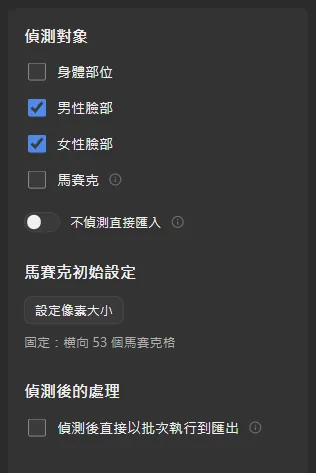 偵測對象
身體部位
男性臉部
女性臉部
馬賽克
不偵測直接匯入
馬賽克初始設定
設定像素大小
固定：橫向 53 個馬賽克格
偵測後的處理
偵測後直接以批次執行到匯出